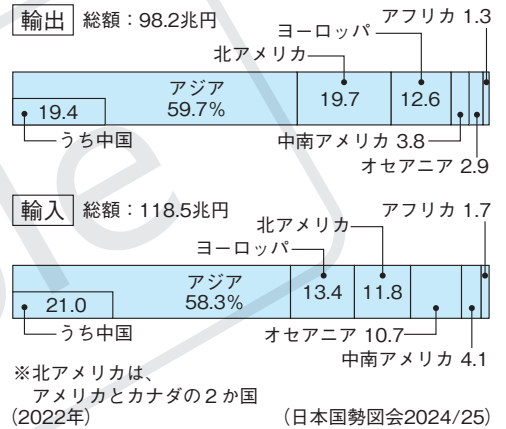 輸出 総額：98.2兆円
アフリカ 1.3
ヨーロッパ
北アメリカ
アジア
59.7%
19.7
12.6
19.4
うち中国
中南アメリカ 3.8
オセアニア 2.9
輸入 総額：118.5兆円
アフリカ 1.7
北アメリカ
ヨーロッパ
アジア
58.3%
13.4
11.8
21.0
うち中国
オセアニア 10.7
中南アメリカ 4.1
※北アメリカは、
アメリカとカナダの２か国
(2022年)
(日本国勢図会2024/25)